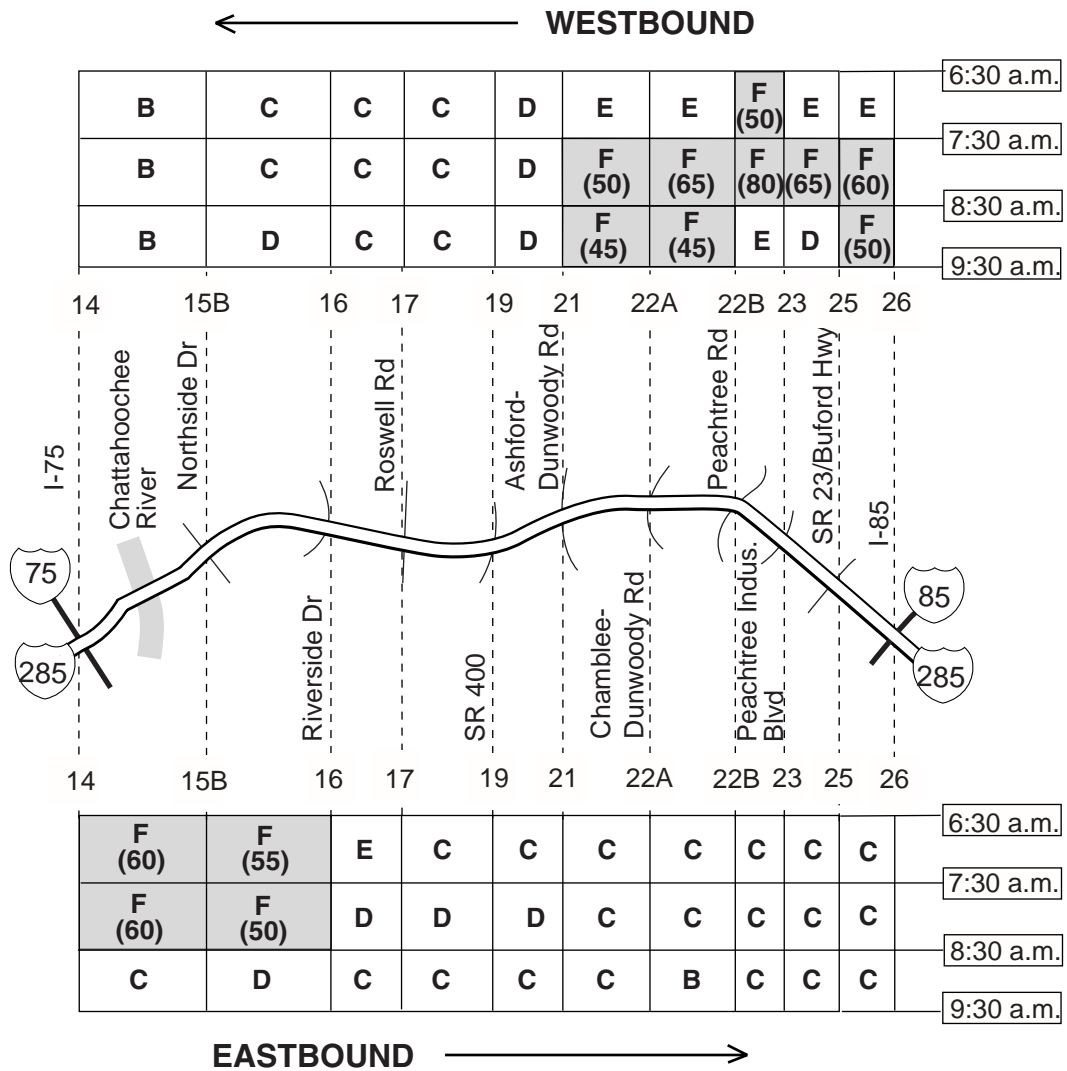 WESTBOUND
6:30 a.m.
B C C C D E E F (50) E E
7:30 a.m.
B C C C D F (50) F (65) F (80) F (65) F (60)
8:30 a.m.
B D C C D F (45) F (45) E D F (50)
9:30 a.m.
14 15B 16 17 19 21 22A 22B 23 25 26
I-75
Chattahoochee
River
Northside Dr
Roswell Rd
Ashford-
Dunwoody Rd
Peachtree Rd
SR 23/Buford Hwy
I-85
75
285
85
285
Riverside Dr
SR 400
Chamblee-
Dunwoody Rd
Peachtree Indus.
Blvd
14 15B 16 17 19 21 22A 22B 23 25 26
6:30 a.m.
F (60) F (55) E C C C C C C C
7:30 a.m.
F (60) F (50) D D D C C C C C
8:30 a.m.
C D C C C C B C C C
9:30 a.m.
EASTBOUND